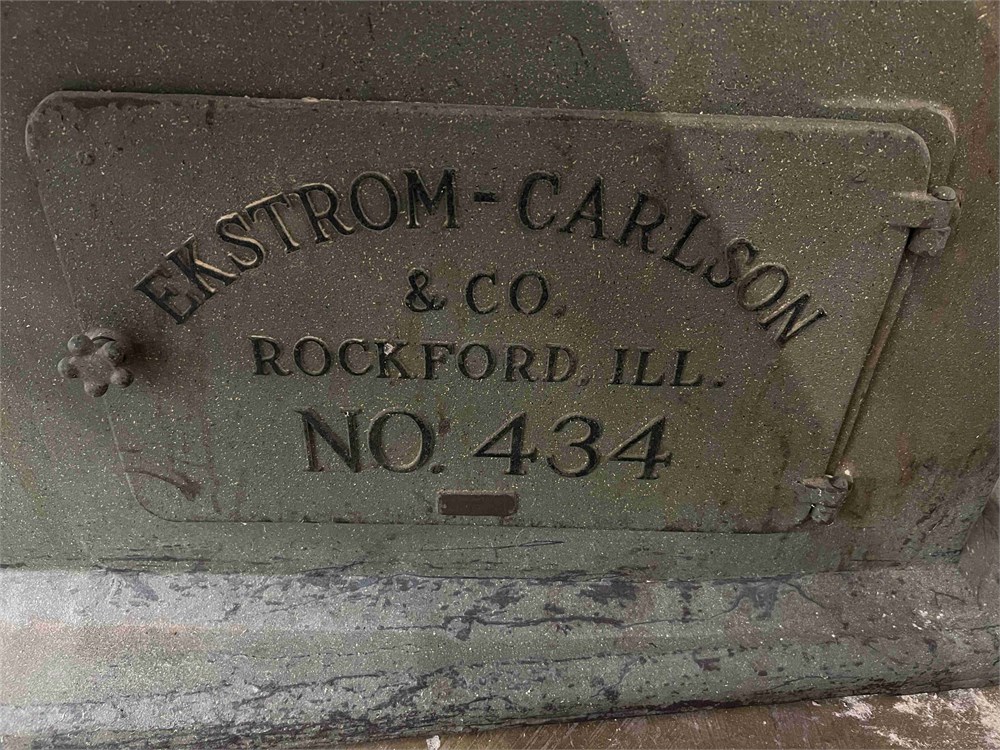 EKSTROM-CARLSON
& CO.
ROCKFORD, ILL.
NO. 434